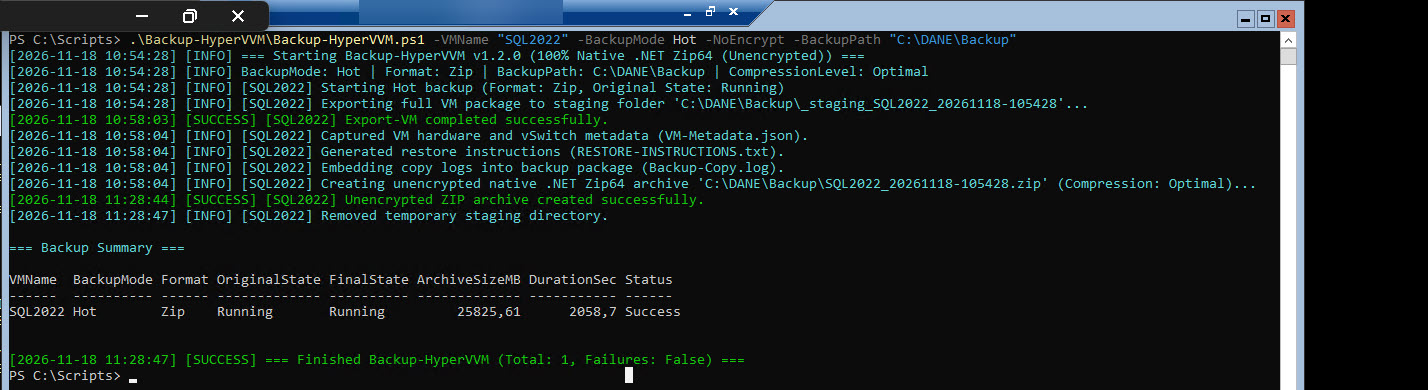 PS C:\Scripts> .\Backup-HyperVVM\Backup-HyperVVM.ps1 -VMName "SQL2022" -BackupMode Hot -NoEncrypt -BackupPath "C:\DANE\Backup"
[2026-11-18 10:54:28] [INFO] === Starting Backup-HyperVVM v1.2.0 (100% Native .NET Zip64 (Unencrypted)) ===
[2026-11-18 10:54:28] [INFO] BackupMode: Hot | Format: Zip | BackupPath: C:\DANE\Backup | CompressionLevel: Optimal
[2026-11-18 10:54:28] [INFO] [SQL2022] Starting Hot backup (Format: Zip, Original State: Running)
[2026-11-18 10:54:28] [INFO] [SQL2022] Exporting full VM package to staging folder 'C:\DANE\Backup\_staging_SQL2022_20261118-105428'...
[2026-11-18 10:58:03] [SUCCESS] [SQL2022] Export-VM completed successfully.
[2026-11-18 10:58:04] [INFO] [SQL2022] Captured VM hardware and vSwitch metadata (VM-Metadata.json).
[2026-11-18 10:58:04] [INFO] [SQL2022] Generated restore instructions (RESTORE-INSTRUCTIONS.txt).
[2026-11-18 10:58:04] [INFO] [SQL2022] Embedding copy logs into backup package (Backup-Copy.log).
[2026-11-18 10:58:04] [INFO] [SQL2022] Creating unencrypted native .NET Zip64 archive 'C:\DANE\Backup\SQL2022_20261118-105428.zip' (Compression: Optimal)...
[2026-11-18 11:28:44] [SUCCESS] [SQL2022] Unencrypted ZIP archive created successfully.
[2026-11-18 11:28:47] [INFO] [SQL2022] Removed temporary staging directory.
=== Backup Summary ===
VMName BackupMode Format OriginalState FinalState ArchiveSizeMB DurationSec Status
------ ---------- ------ ------------- ---------- ------------- ----------- ------
SQL2022 Hot Zip Running Running 25825,61 2058,7 Success
[2026-11-18 11:28:47] [SUCCESS] === Finished Backup-HyperVVM (Total: 1, Failures: False) ===
PS C:\Scripts>